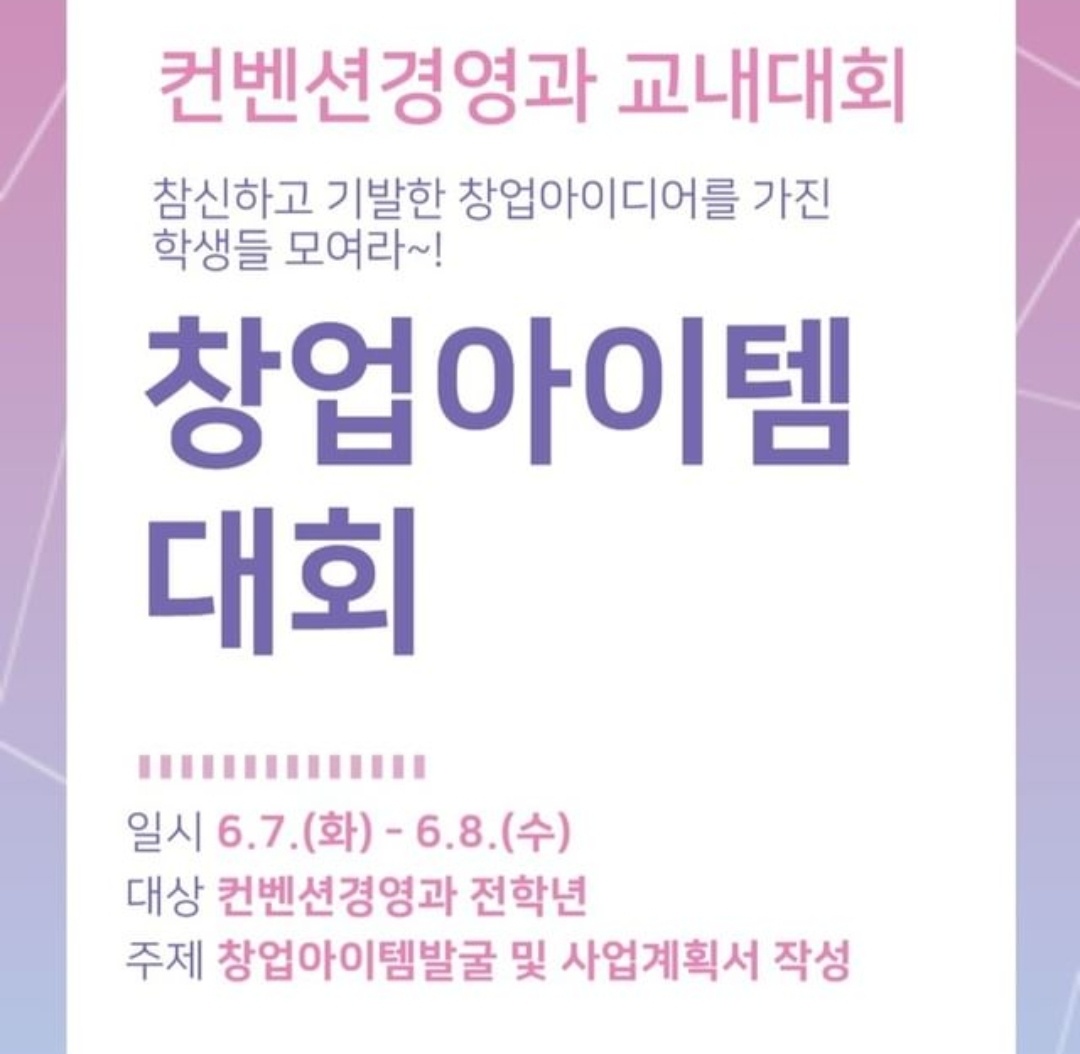 컨벤션경영과 교내대회
참신하고 기발한 창업아이디어를 가진
학생들 모여라~!
창업아이템
대회
일시 6.7.(화) - 6.8.(수)
대상 컨벤션경영과 전학년
주제 창업아이템발굴 및 사업계획서 작성